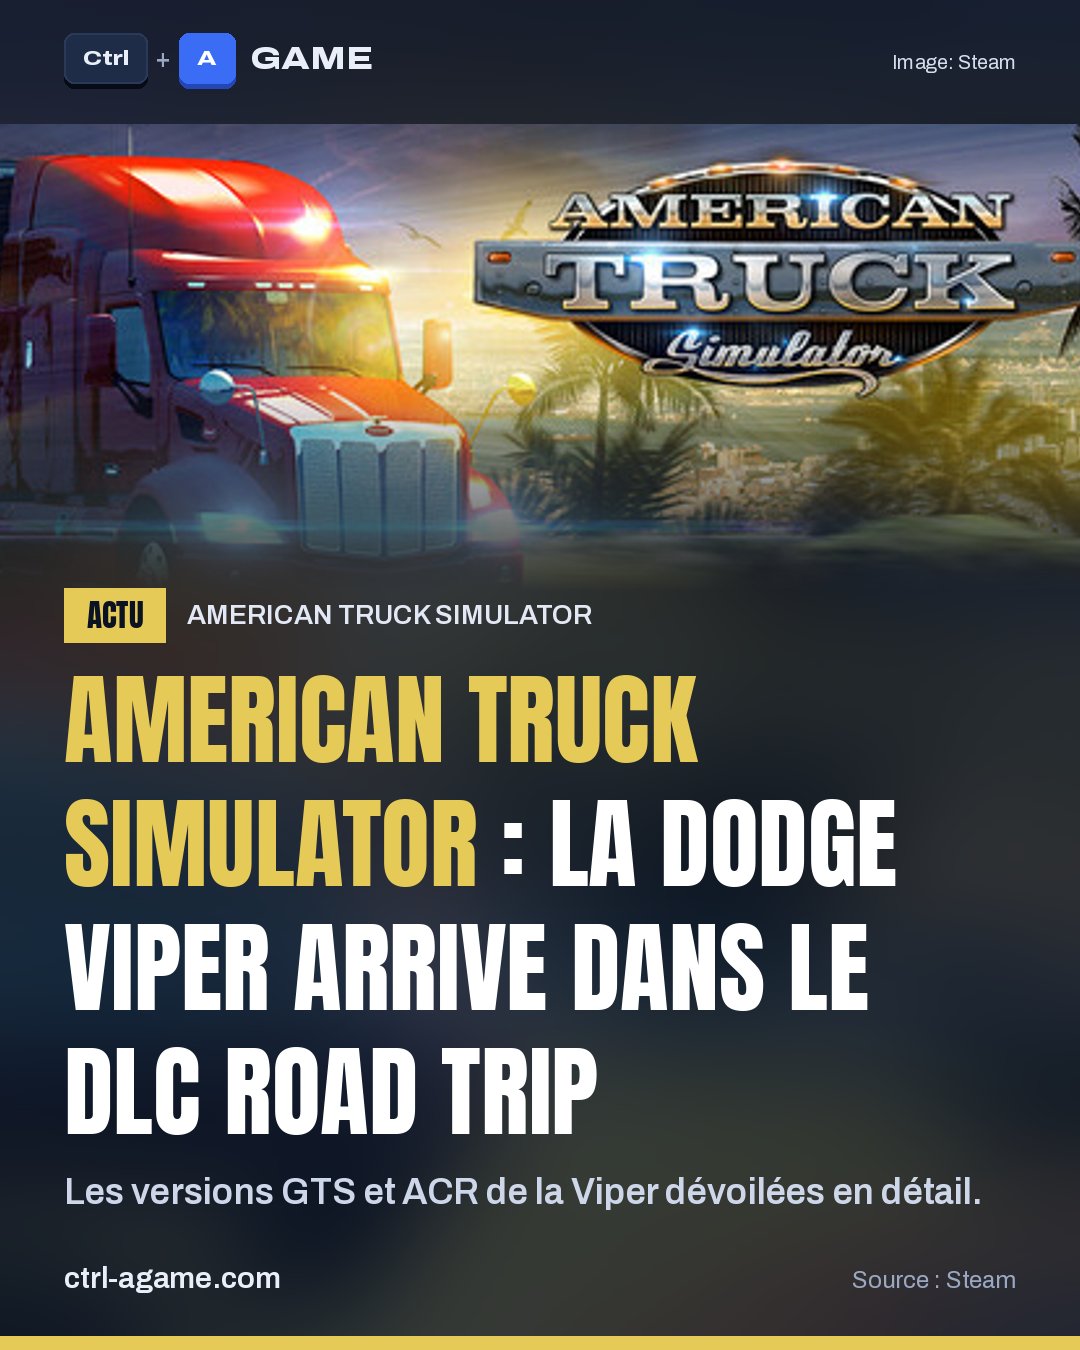 Ctrl + A GAME
Image: Steam
AMERICAN
TRUCK
Simulator
ACTU AMERICAN TRUCK SIMULATOR
AMERICAN TRUCK
SIMULATOR : LA DODGE
VIPER ARRIVE DANS LE
DLC ROAD TRIP
Les versions GTS et ACR de la Viper dévoilées en détail.
ctrl-agame.com
Source : Steam